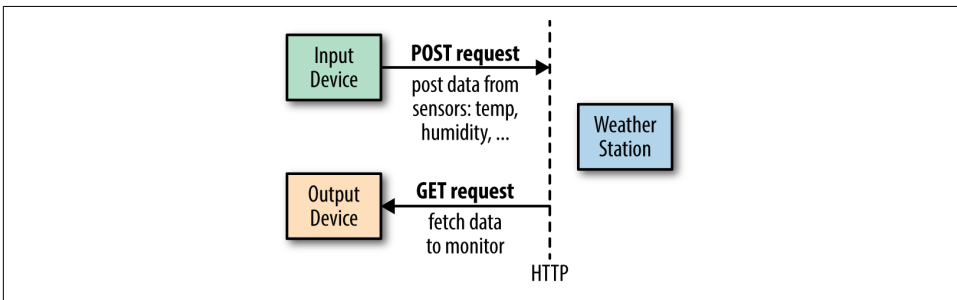 Input
Device
POST request
post data from
sensors: temp,
humidity, ...
Weather
Station
Output
Device
GET request
fetch data
to monitor
HTTP